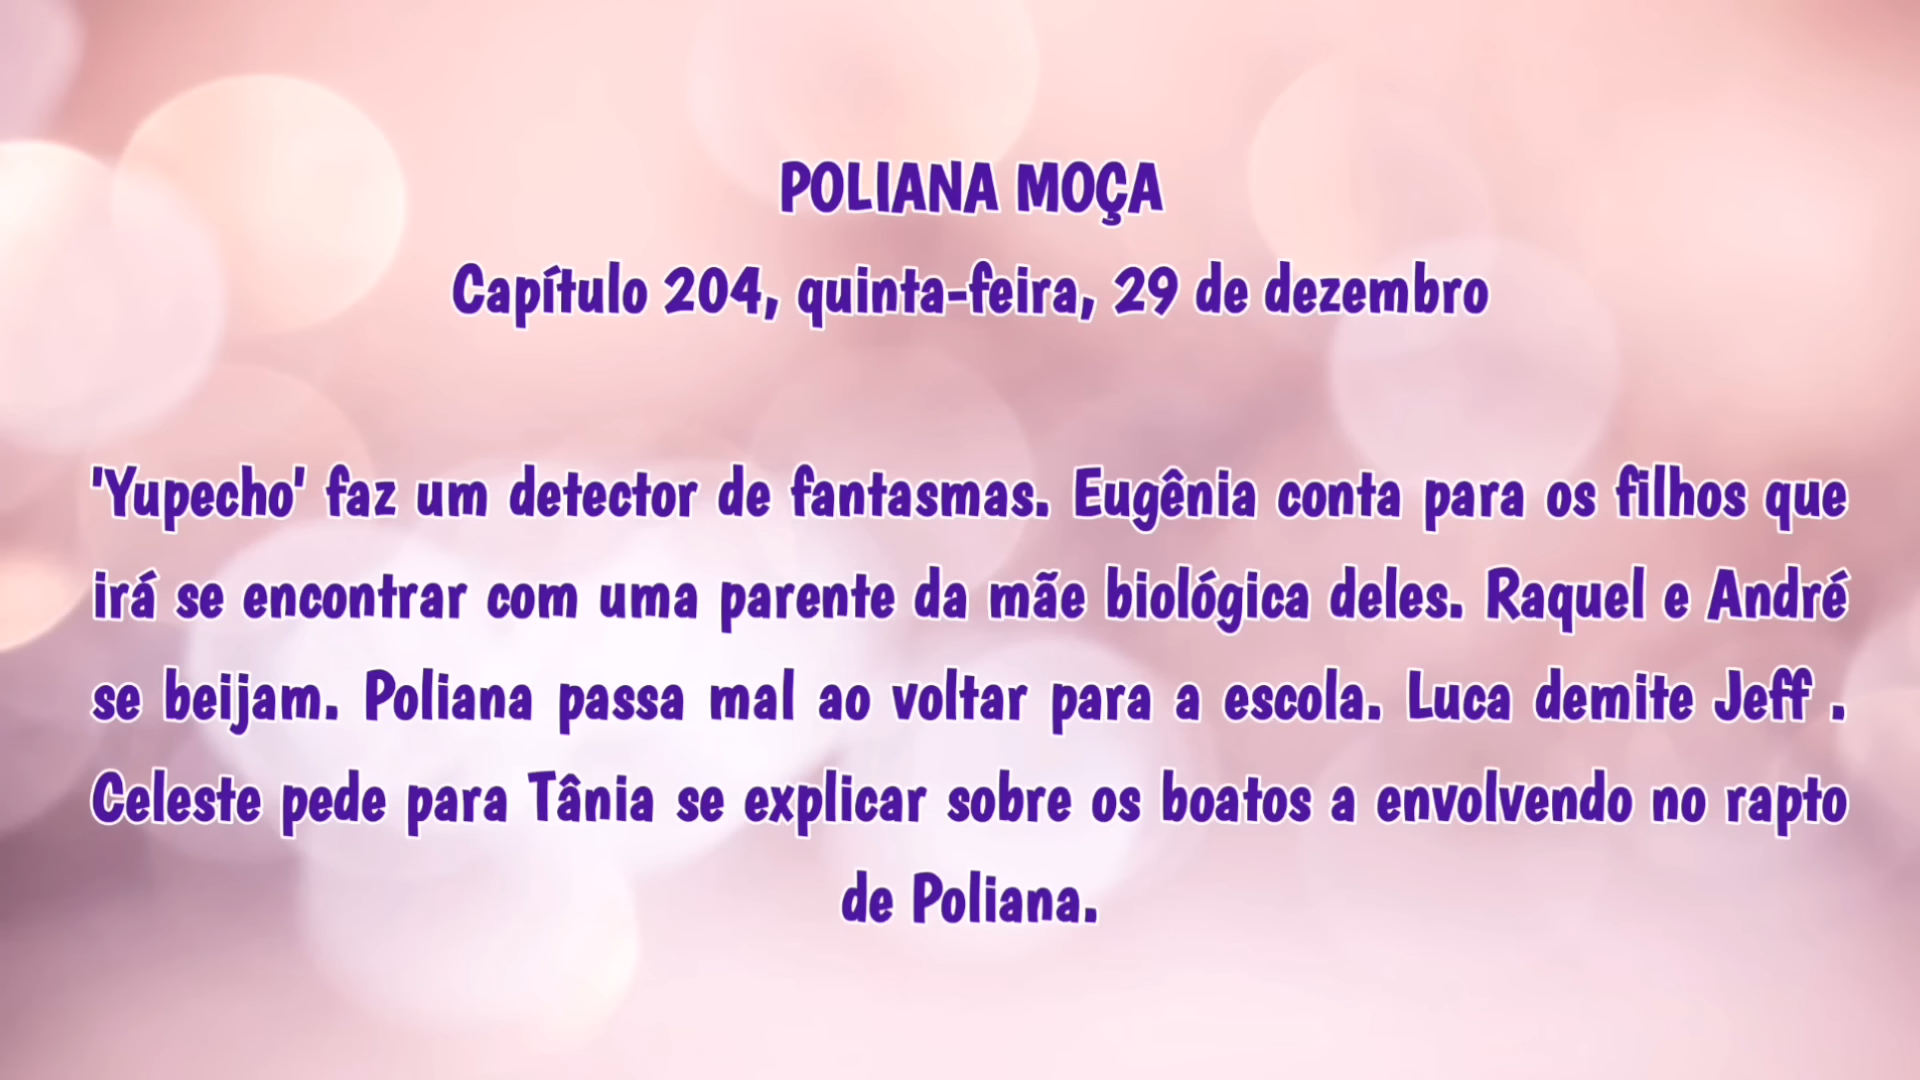 POLIANA MOÇA
Capítulo 204, quinta-feira, 29 de dezembro
'Yupecho' faz um detector de fantasmas. Eugênia conta para os filhos que
irá se encontrar com uma parente da mãe biológica deles. Raquel e André
se beijam. Poliana passa mal ao voltar para a escola. Luca demite Jeff .
Celeste pede para Tânia se explicar sobre os boatos a envolvendo no rapto
de Poliana.